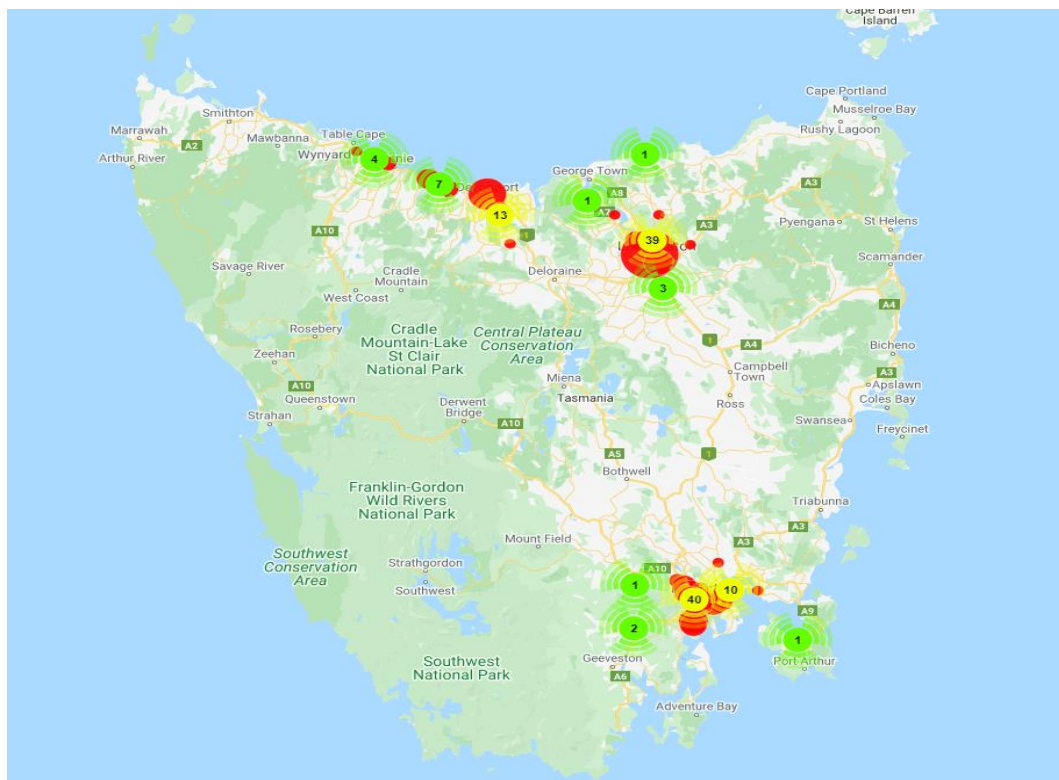 Cape Barren
Island
Cape Portland
Musselroe Bay
Rushy Lagoon
Smithton
Marrawah
A2
Mawbanna
Table Cape
Wynyard
4
Arthur River
7
13
1
George Town
1
A8
A7
1
A3
A3
Pyengana
St Helens
39
Scamander
A10
Savage River
Cradle
Mountain
Deloraine
3
West Coast
A4
Rosebery
Cradle
Mountain-Lake
St Clair
National Park
Central Plateau
Conservation
Area
1
A4
Bicheno
Zeehan
Campbell
Town
A3
Apslawn
Miena
Tasmania
A10
Queenstown
Derwent
Bridge
Ross
Coles Bay
Strahan
A10
Swansea
Freycinet
A5
1
Bothwell
Franklin-Gordon
Wild Rivers
National Park
Triabunna
A3
Mount Field
A3
Southwest
Conservation
Area
Strathgordon
Southwest
A10
1
40
10
A9
2
1
Southwest
National Park
Geeveston
A6
Port Arthur
Adventure Bay